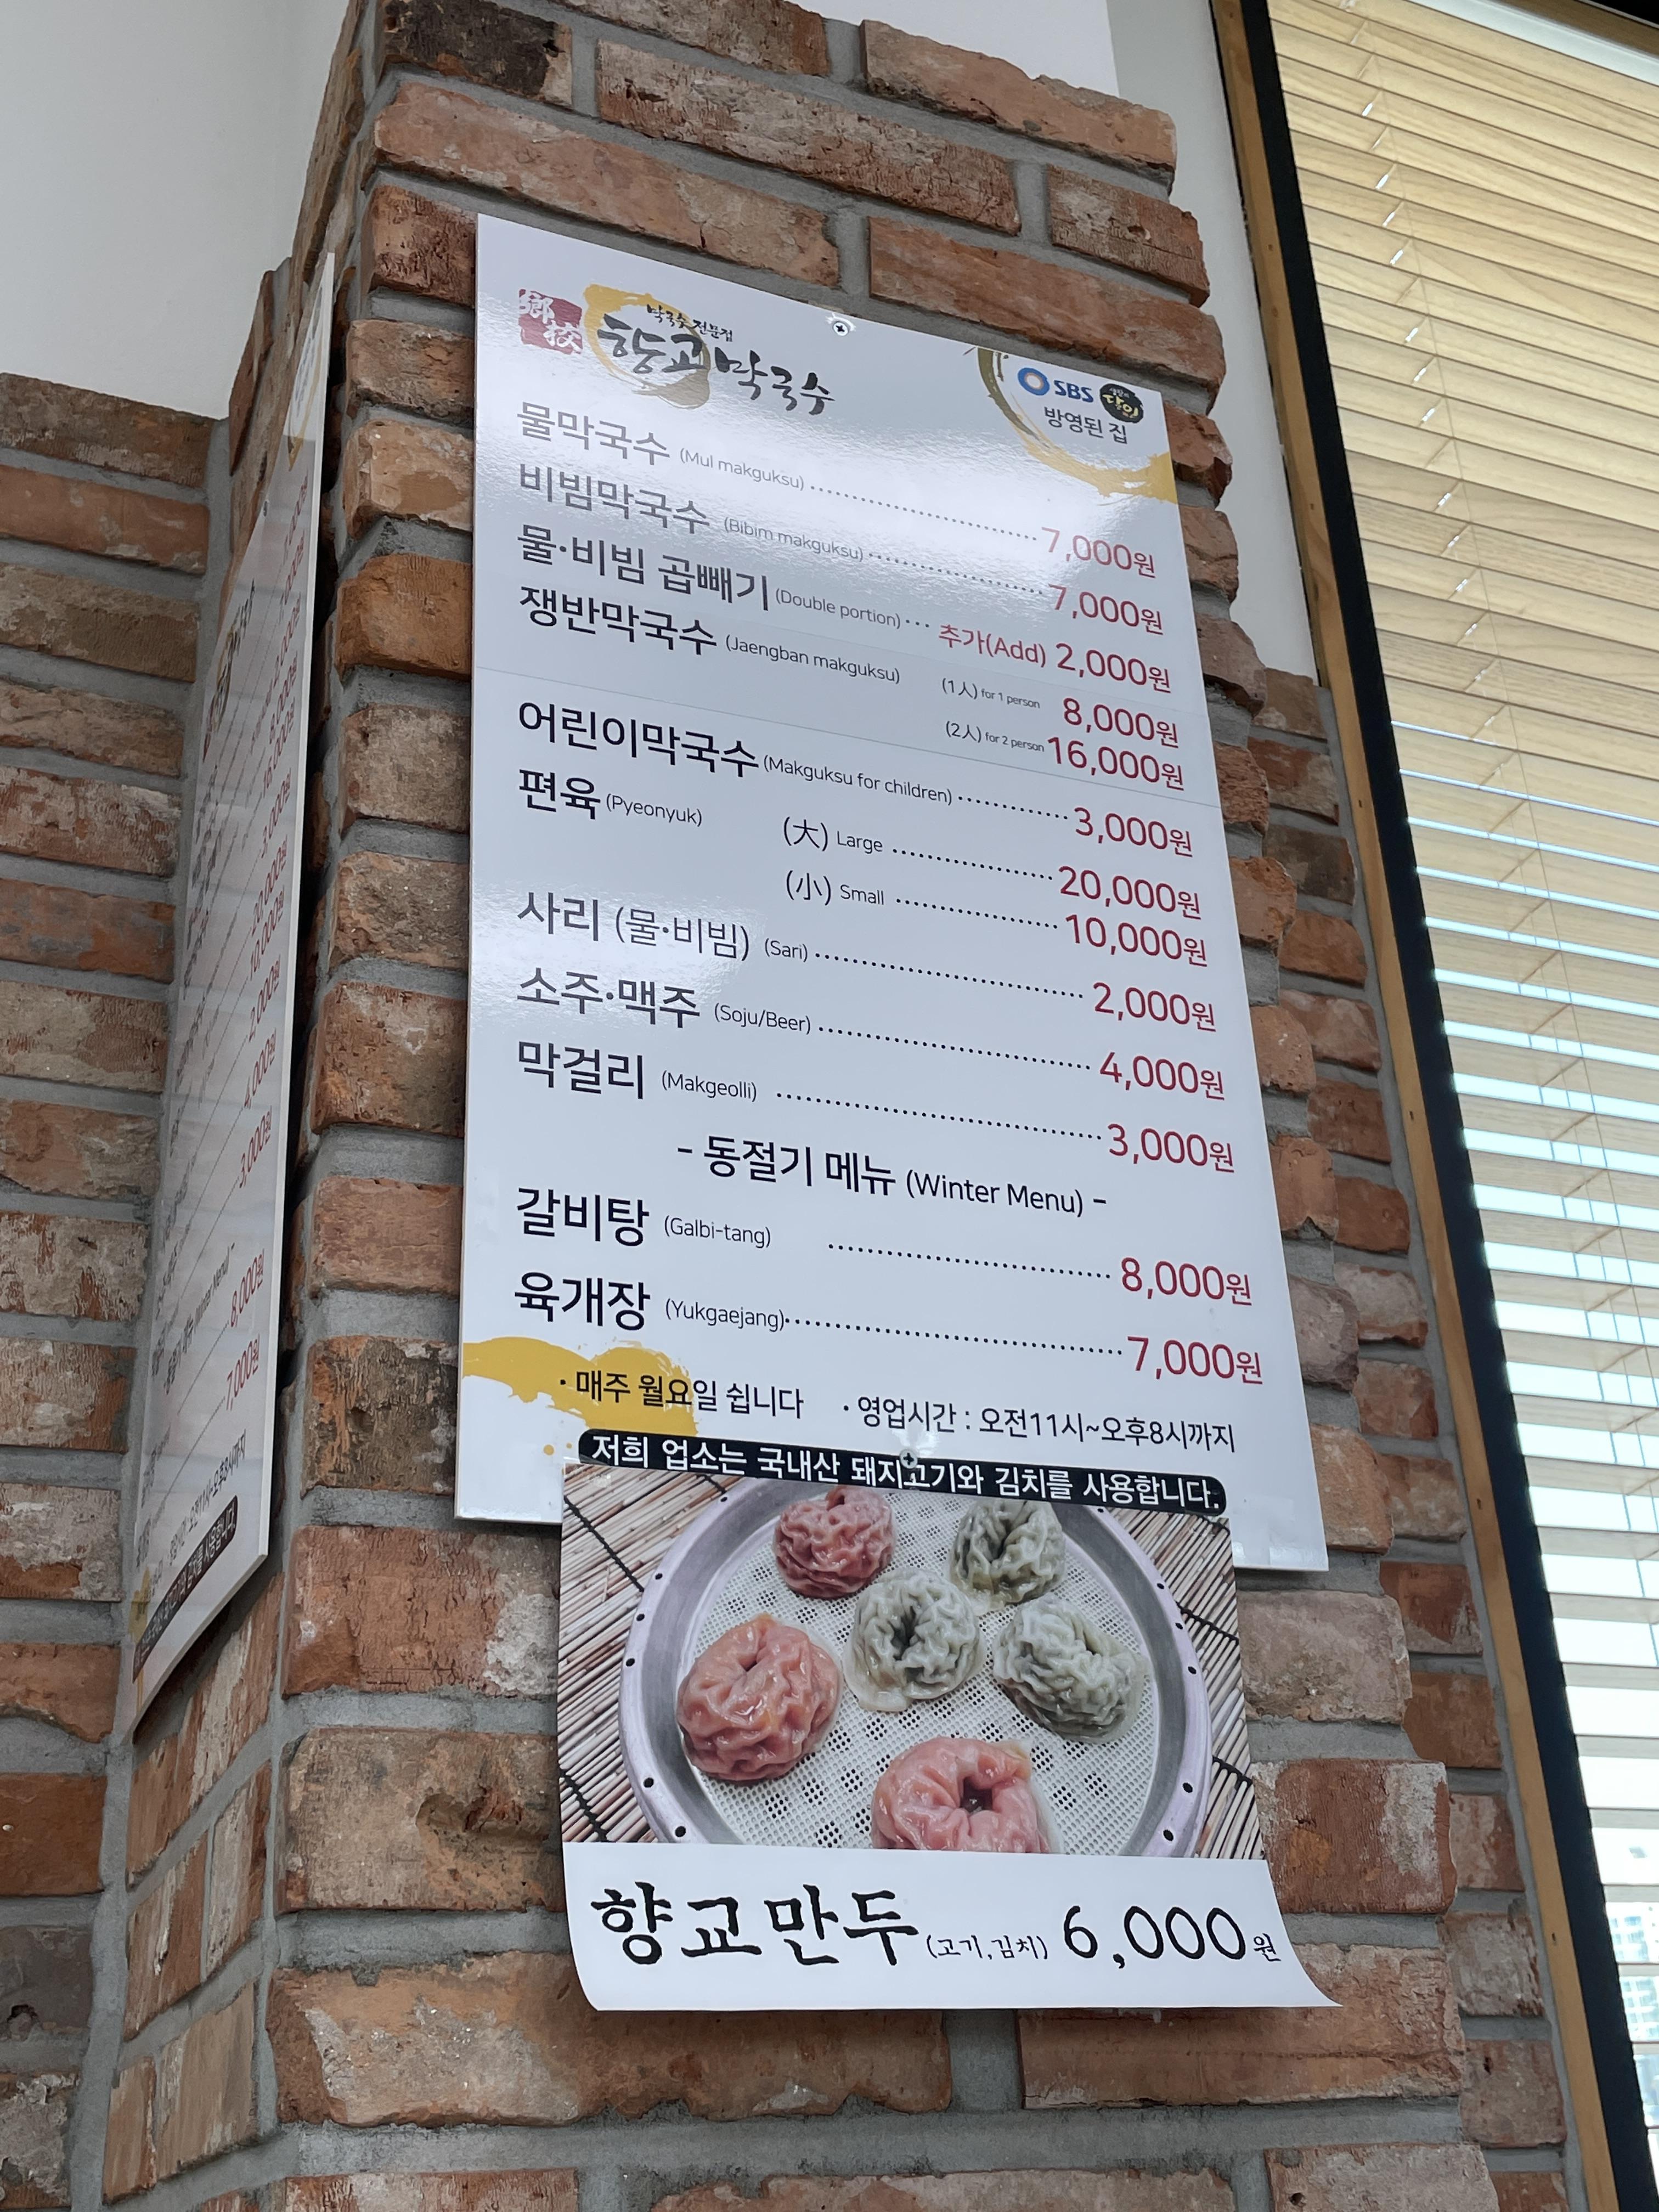 鄕校
막국수 전문점
향교막국수
SBS 생활의 달인
방영된 집
물막국수 (Mul makguksu) 7,000원
비빔막국수 (Bibim makguksu) 7,000원
물·비빔 곱빼기 (Double portion) 추가(Add) 2,000원
쟁반막국수 (Jaengban makguksu) (1人) for 1 person 8,000원
(2人) for 2 person 16,000원
어린이막국수 (Makguksu for children) 3,000원
편육 (Pyeonyuk) (大) Large 20,000원
(小) Small 10,000원
사리 (물·비빔) (Sari) 2,000원
소주·맥주 (Soju/Beer) 4,000원
막걸리 (Makgeolli) 3,000원
- 동절기 메뉴 (Winter Menu) -
갈비탕 (Galbi-tang) 8,000원
육개장 (Yukgaejang) 7,000원
· 매주 월요일 쉽니다 · 영업시간 : 오전11시~오후8시까지
저희 업소는 국내산 돼지고기와 김치를 사용합니다.
향교만두 (고기,김치) 6,000원